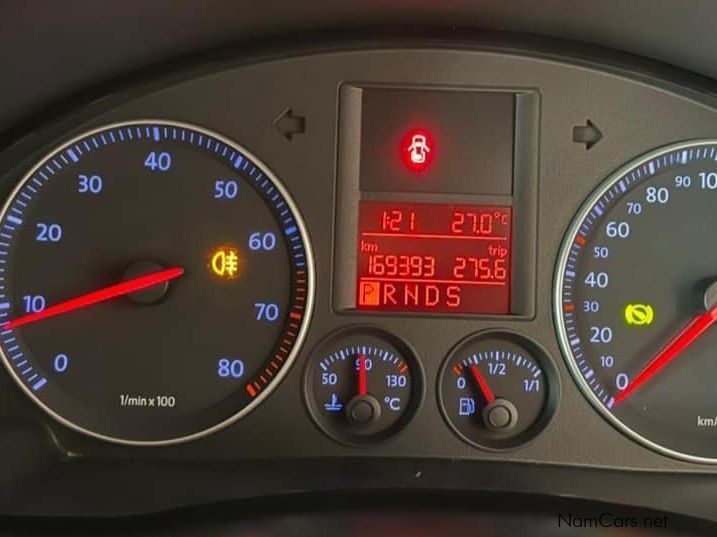 1:21 27.0°C
km trip
169393 275.6
PRNDS
0 10 20 30 40 50 60 70 80
1/min x 100
50 90 130
°C
0 1/2 1/1
0 20 30 40 50 60 70 80 90 100
km/
NamCars.net